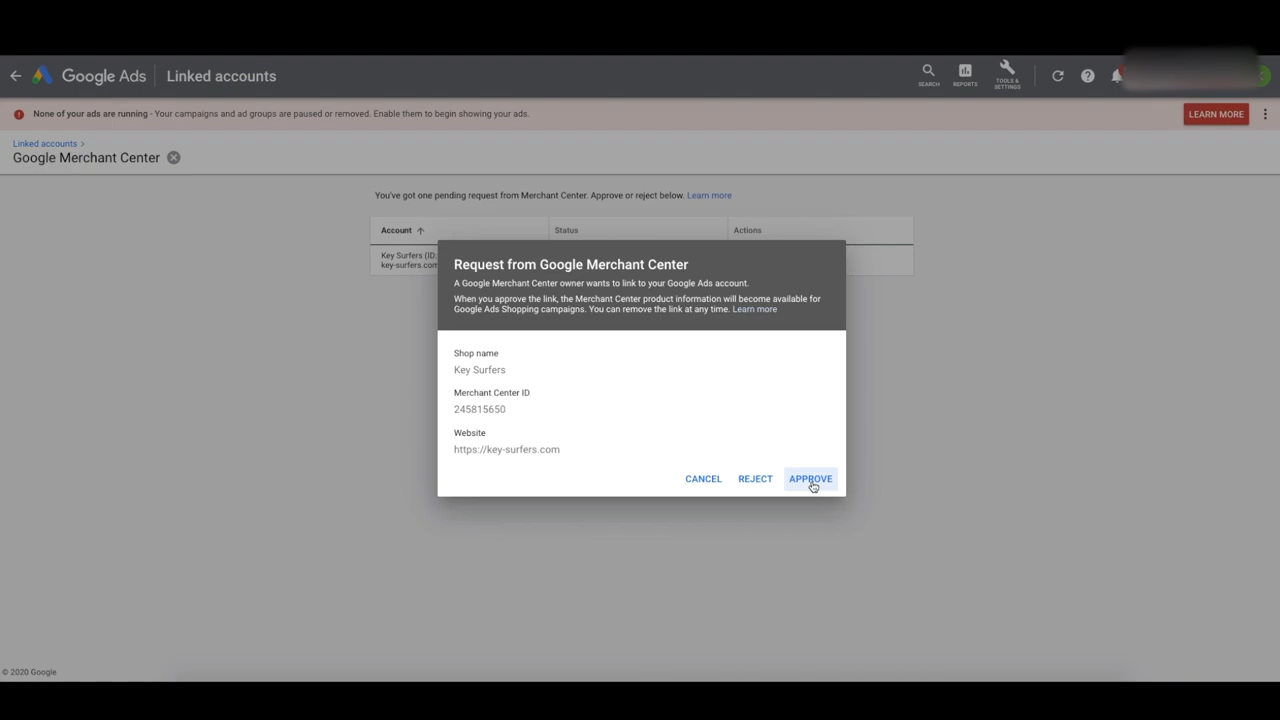 Google Ads
Linked accounts
SEARCH
REPORTS
TOOLS &
SETTINGS
None of your ads are running - Your campaigns and ad groups are paused or removed. Enable them to begin showing your ads.
LEARN MORE
Linked accounts
Google Merchant Center
You've got one pending request from Merchant Center. Approve or reject below. Learn more
Account
Status
Actions
Key Surfers (ID:
key-surfers.com
Request from Google Merchant Center
A Google Merchant Center owner wants to link to your Google Ads account.
When you approve the link, the Merchant Center product information will become available for
Google Ads Shopping campaigns. You can remove the link at any time. Learn more
Shop name
Key Surfers
Merchant Center ID
245815650
Website
https://key-surfers.com
CANCEL
REJECT
APPROVE
© 2020 Google